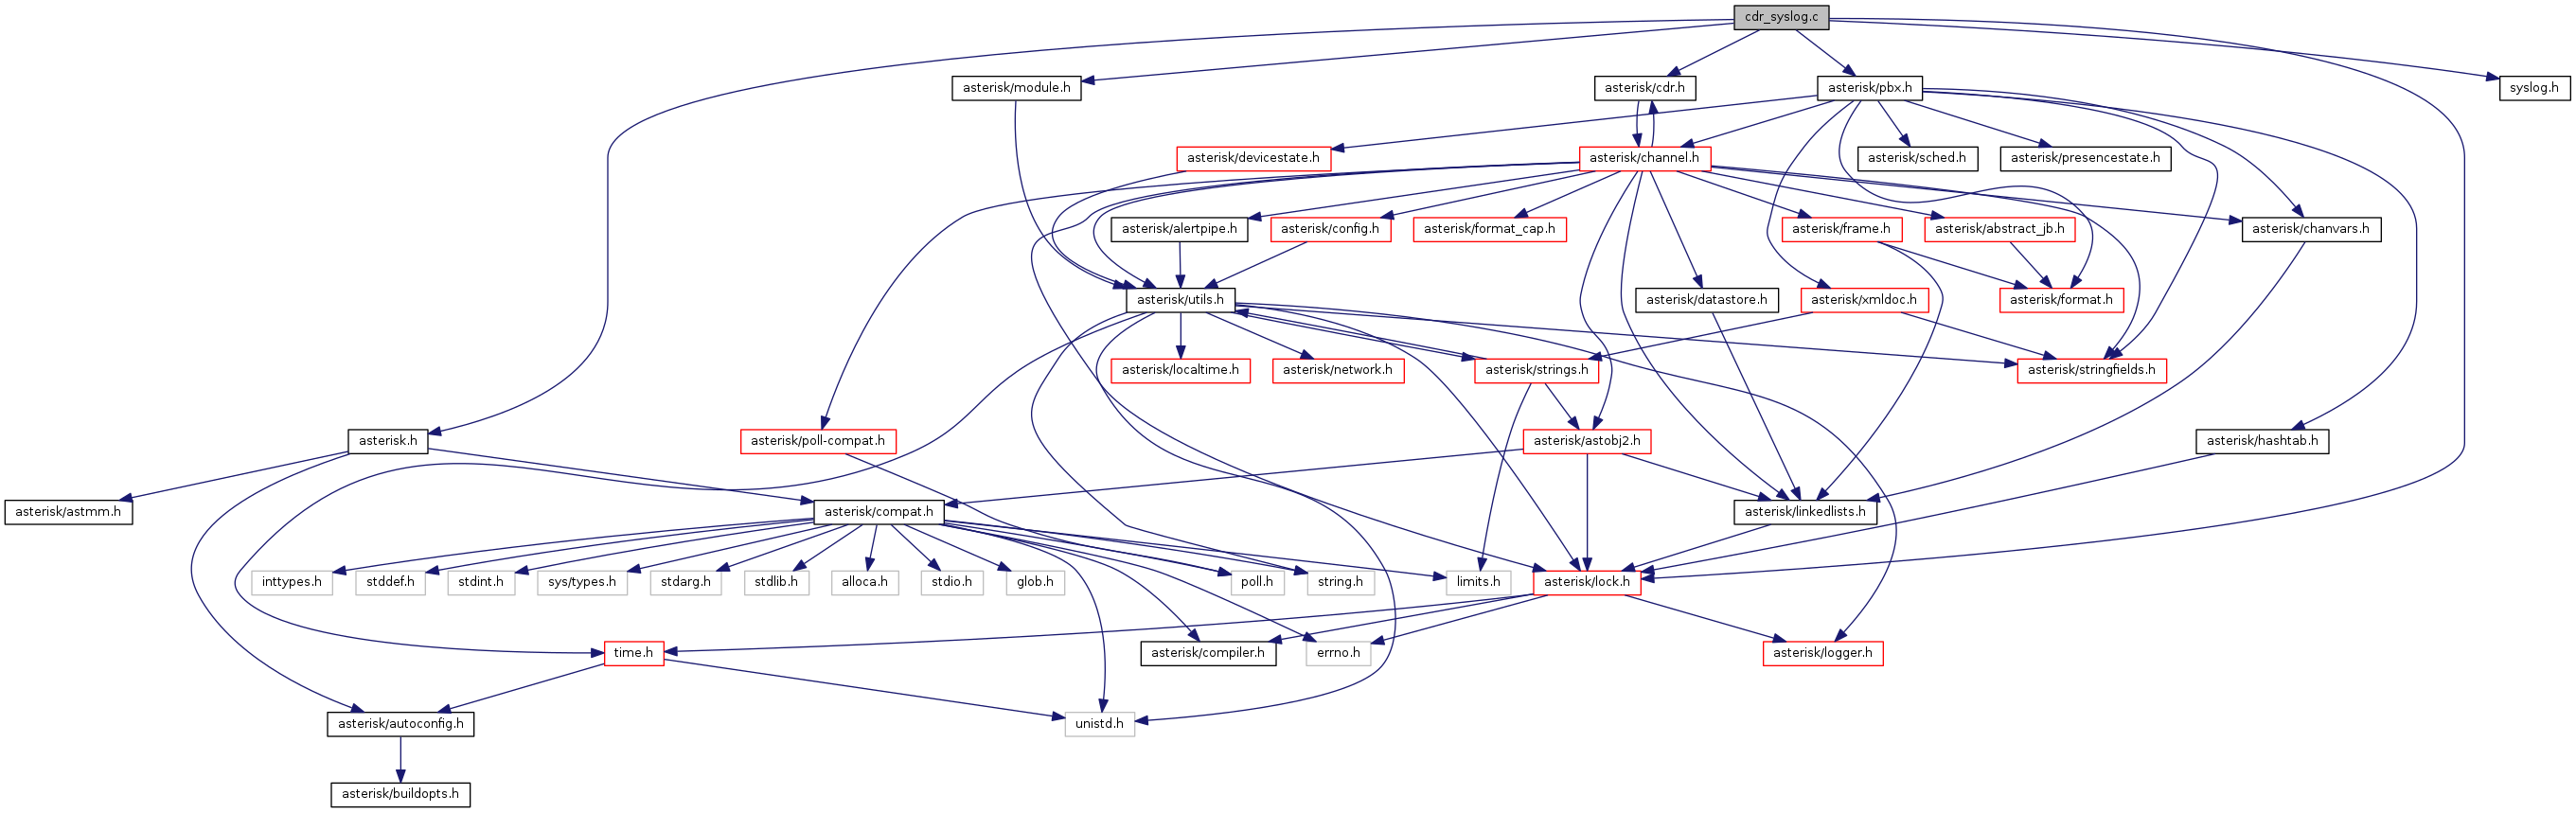 cdr_syslog.c
asterisk/module.h
asterisk/cdr.h
asterisk/pbx.h
syslog.h
asterisk/devicestate.h
asterisk/channel.h
asterisk/sched.h
asterisk/presencestate.h
asterisk/alertpipe.h
asterisk/config.h
asterisk/format_cap.h
asterisk/frame.h
asterisk/abstract_jb.h
asterisk/chanvars.h
asterisk/utils.h
asterisk/datastore.h
asterisk/xmldoc.h
asterisk/format.h
asterisk/localtime.h
asterisk/network.h
asterisk/strings.h
asterisk/stringfields.h
asterisk.h
asterisk/poll-compat.h
asterisk/astobj2.h
asterisk/hashtab.h
asterisk/astmm.h
asterisk/compat.h
asterisk/linkedlists.h
inttypes.h
stddef.h
stdint.h
sys/types.h
stdarg.h
stdlib.h
alloca.h
stdio.h
glob.h
poll.h
string.h
limits.h
asterisk/lock.h
time.h
asterisk/compiler.h
errno.h
asterisk/logger.h
asterisk/autoconfig.h
unistd.h
asterisk/buildopts.h